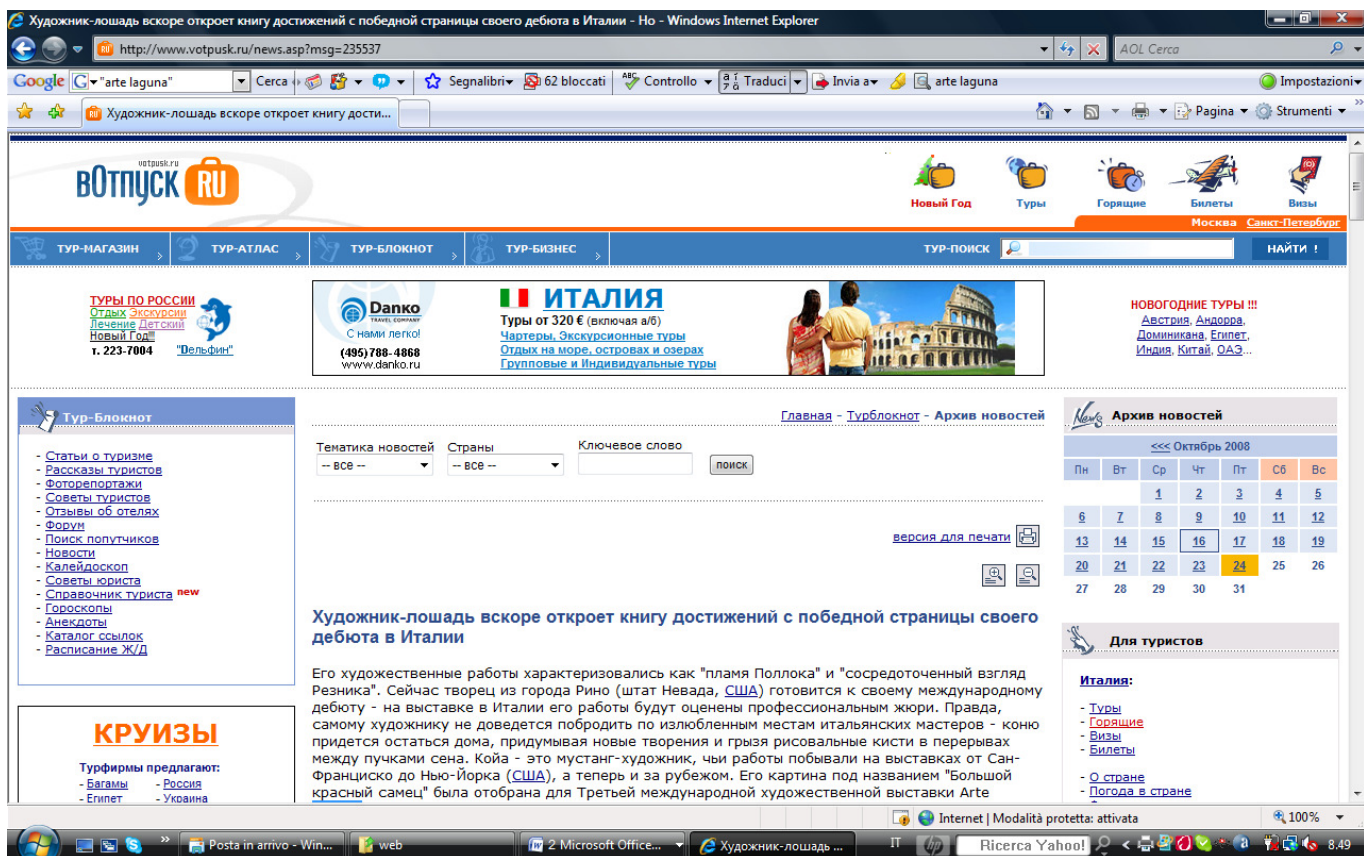 Художник-лошадь вскоре откроет книгу достижений с победной страницы своего дебюта в Италии - Ho - Windows Internet Explorer
http://www.votpusk.ru/news.asp?msg=235537
AOL Cerca
Google "arte laguna" Cerca Segnalibri 62 bloccati Controllo Traduci Invia a arte laguna Impostazioni
Художник-лошадь вскоре откроет книгу дости... Pagina Strumenti
votpusk.ru
вОтпуск RU
Новый Год Туры Горящие Билеты Визы
Москва Санкт-Петербург
ТУР-МАГАЗИН ТУР-АТЛАС ТУР-БЛОКНОТ ТУР-БИЗНЕС ТУР-ПОИСК НАЙТИ !
ТУРЫ ПО РОССИИ
Отдых Экскурсии
Лечение Детский
Новый Год!!
т. 223-7004 "Дельфин"
Danko
TRAVEL COMPANY
С нами легко!
(495)788-4868
www.danko.ru
ИТАЛИЯ
Туры от 320 € (включая а/б)
Чартеры, Экскурсионные туры
Отдых на море, островах и озерах
Групповые и Индивидуальные туры
НОВОГОДНИЕ ТУРЫ !!!
Австрия, Андорра,
Доминикана, Египет,
Индия, Китай, ОАЭ...
Тур-Блокнот
- Статьи о туризме
- Рассказы туристов
- Фоторепортажи
- Советы туристов
- Отзывы об отелях
- Форум
- Поиск попутчиков
- Новости
- Калейдоскоп
- Советы юриста
- Справочник туриста new
- Гороскопы
- Анекдоты
- Каталог ссылок
- Расписание Ж/Д
КРУИЗЫ
Турфирмы предлагают:
- Багамы - Россия
- Египет - Украина
Главная - Турблокнот - Архив новостей
Тематика новостей Страны Ключевое слово
-- все -- -- все -- поиск
версия для печати
Художник-лошадь вскоре откроет книгу достижений с победной страницы своего
дебюта в Италии
Его художественные работы характеризовались как "пламя Поллока" и "сосредоточенный взгляд
Резника". Сейчас творец из города Рино (штат Невада, США) готовится к своему международному
дебюту - на выставке в Италии его работы будут оценены профессиональным жюри. Правда,
самому художнику не доведется побродить по излюбленным местам итальянских мастеров - коню
придется остаться дома, придумывая новые творения и грызя рисовальные кисти в перерывах
между пучками сена. Койа - это мустанг-художник, чьи работы побывали на выставках от Сан-
Франциско до Нью-Йорка (США), а теперь и за рубежом. Его картина под названием "Большой
красный самец" была отобрана для Третьей международной художественной выставки Arte
News Архив новостей
<<< Октябрь 2008
Пн Вт Ср Чт Пт Сб Вс
1 2 3 4 5
6 7 8 9 10 11 12
13 14 15 16 17 18 19
20 21 22 23 24 25 26
27 28 29 30 31
Для туристов
Италия:
- Туры
- Горящие
- Визы
- Билеты
- О стране
- Погода в стране
Internet | Modalità protetta: attivata 100%
Posta in arrivo - Win... web 2 Microsoft Office... Художник-лошадь ... IT hp Ricerca Yahoo! 8.49